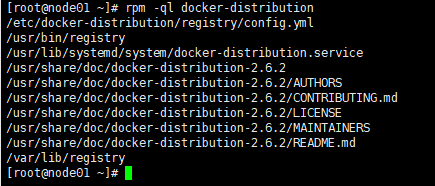 [root@node01 ~]# rpm -ql docker-distribution
/etc/docker-distribution/registry/config.yml
/usr/bin/registry
/usr/lib/systemd/system/docker-distribution.service
/usr/share/doc/docker-distribution-2.6.2
/usr/share/doc/docker-distribution-2.6.2/AUTHORS
/usr/share/doc/docker-distribution-2.6.2/CONTRIBUTING.md
/usr/share/doc/docker-distribution-2.6.2/LICENSE
/usr/share/doc/docker-distribution-2.6.2/MAINTAINERS
/usr/share/doc/docker-distribution-2.6.2/README.md
/var/lib/registry
[root@node01 ~]#